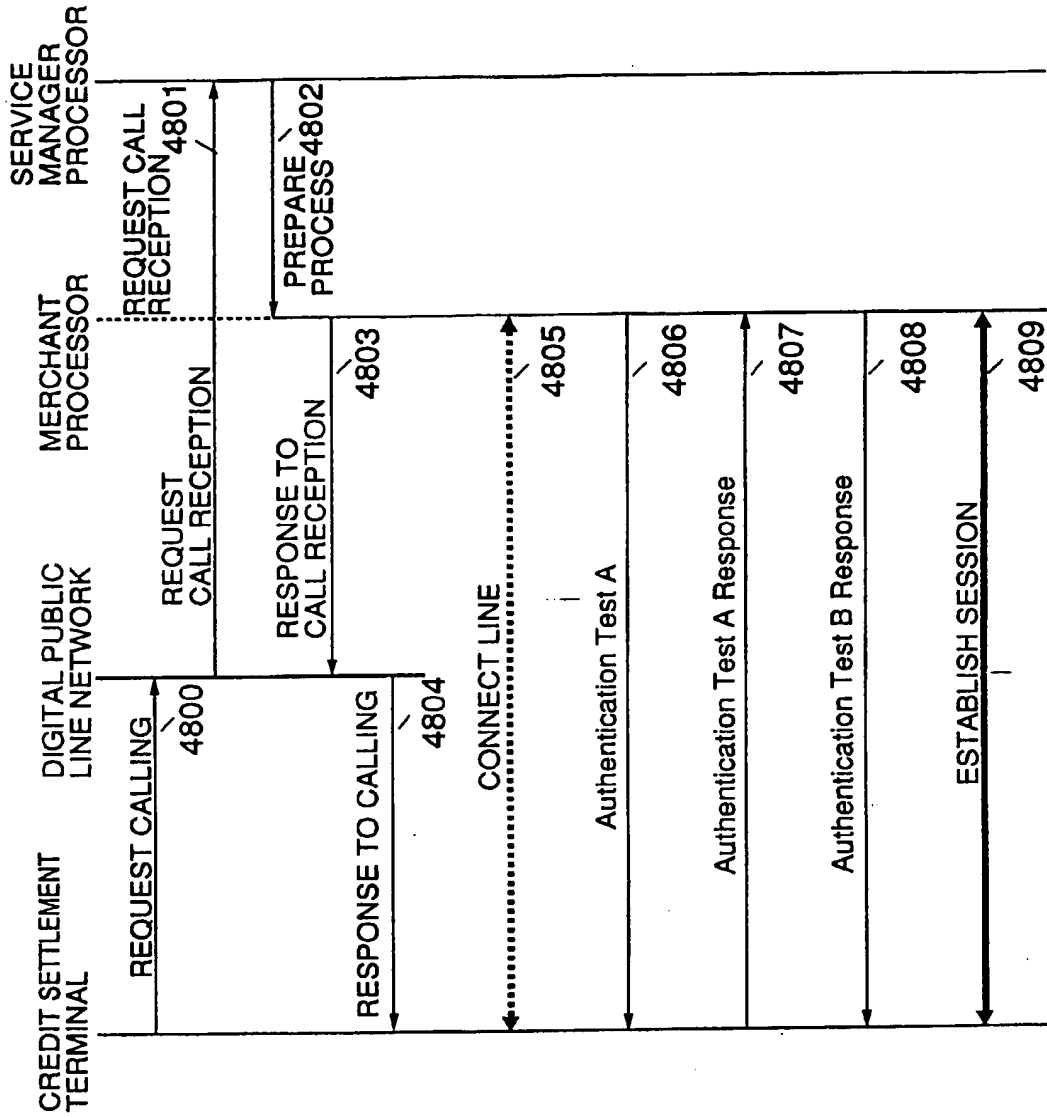 CREDIT SETTLEMENT
TERMINAL
DIGITAL PUBLIC
LINE NETWORK
MERCHANT
PROCESSOR
SERVICE
MANAGER
PROCESSOR
REQUEST CALLING
4800
REQUEST
CALL RECEPTION
REQUEST CALL
RECEPTION
4801
PREPARE
PROCESS
4802
RESPONSE TO
CALL RECEPTION
4803
RESPONSE TO CALLING
4804
CONNECT LINE
4805
Authentication Test A
4806
Authentication Test A Response
4807
Authentication Test B Response
4808
ESTABLISH SESSION
4809